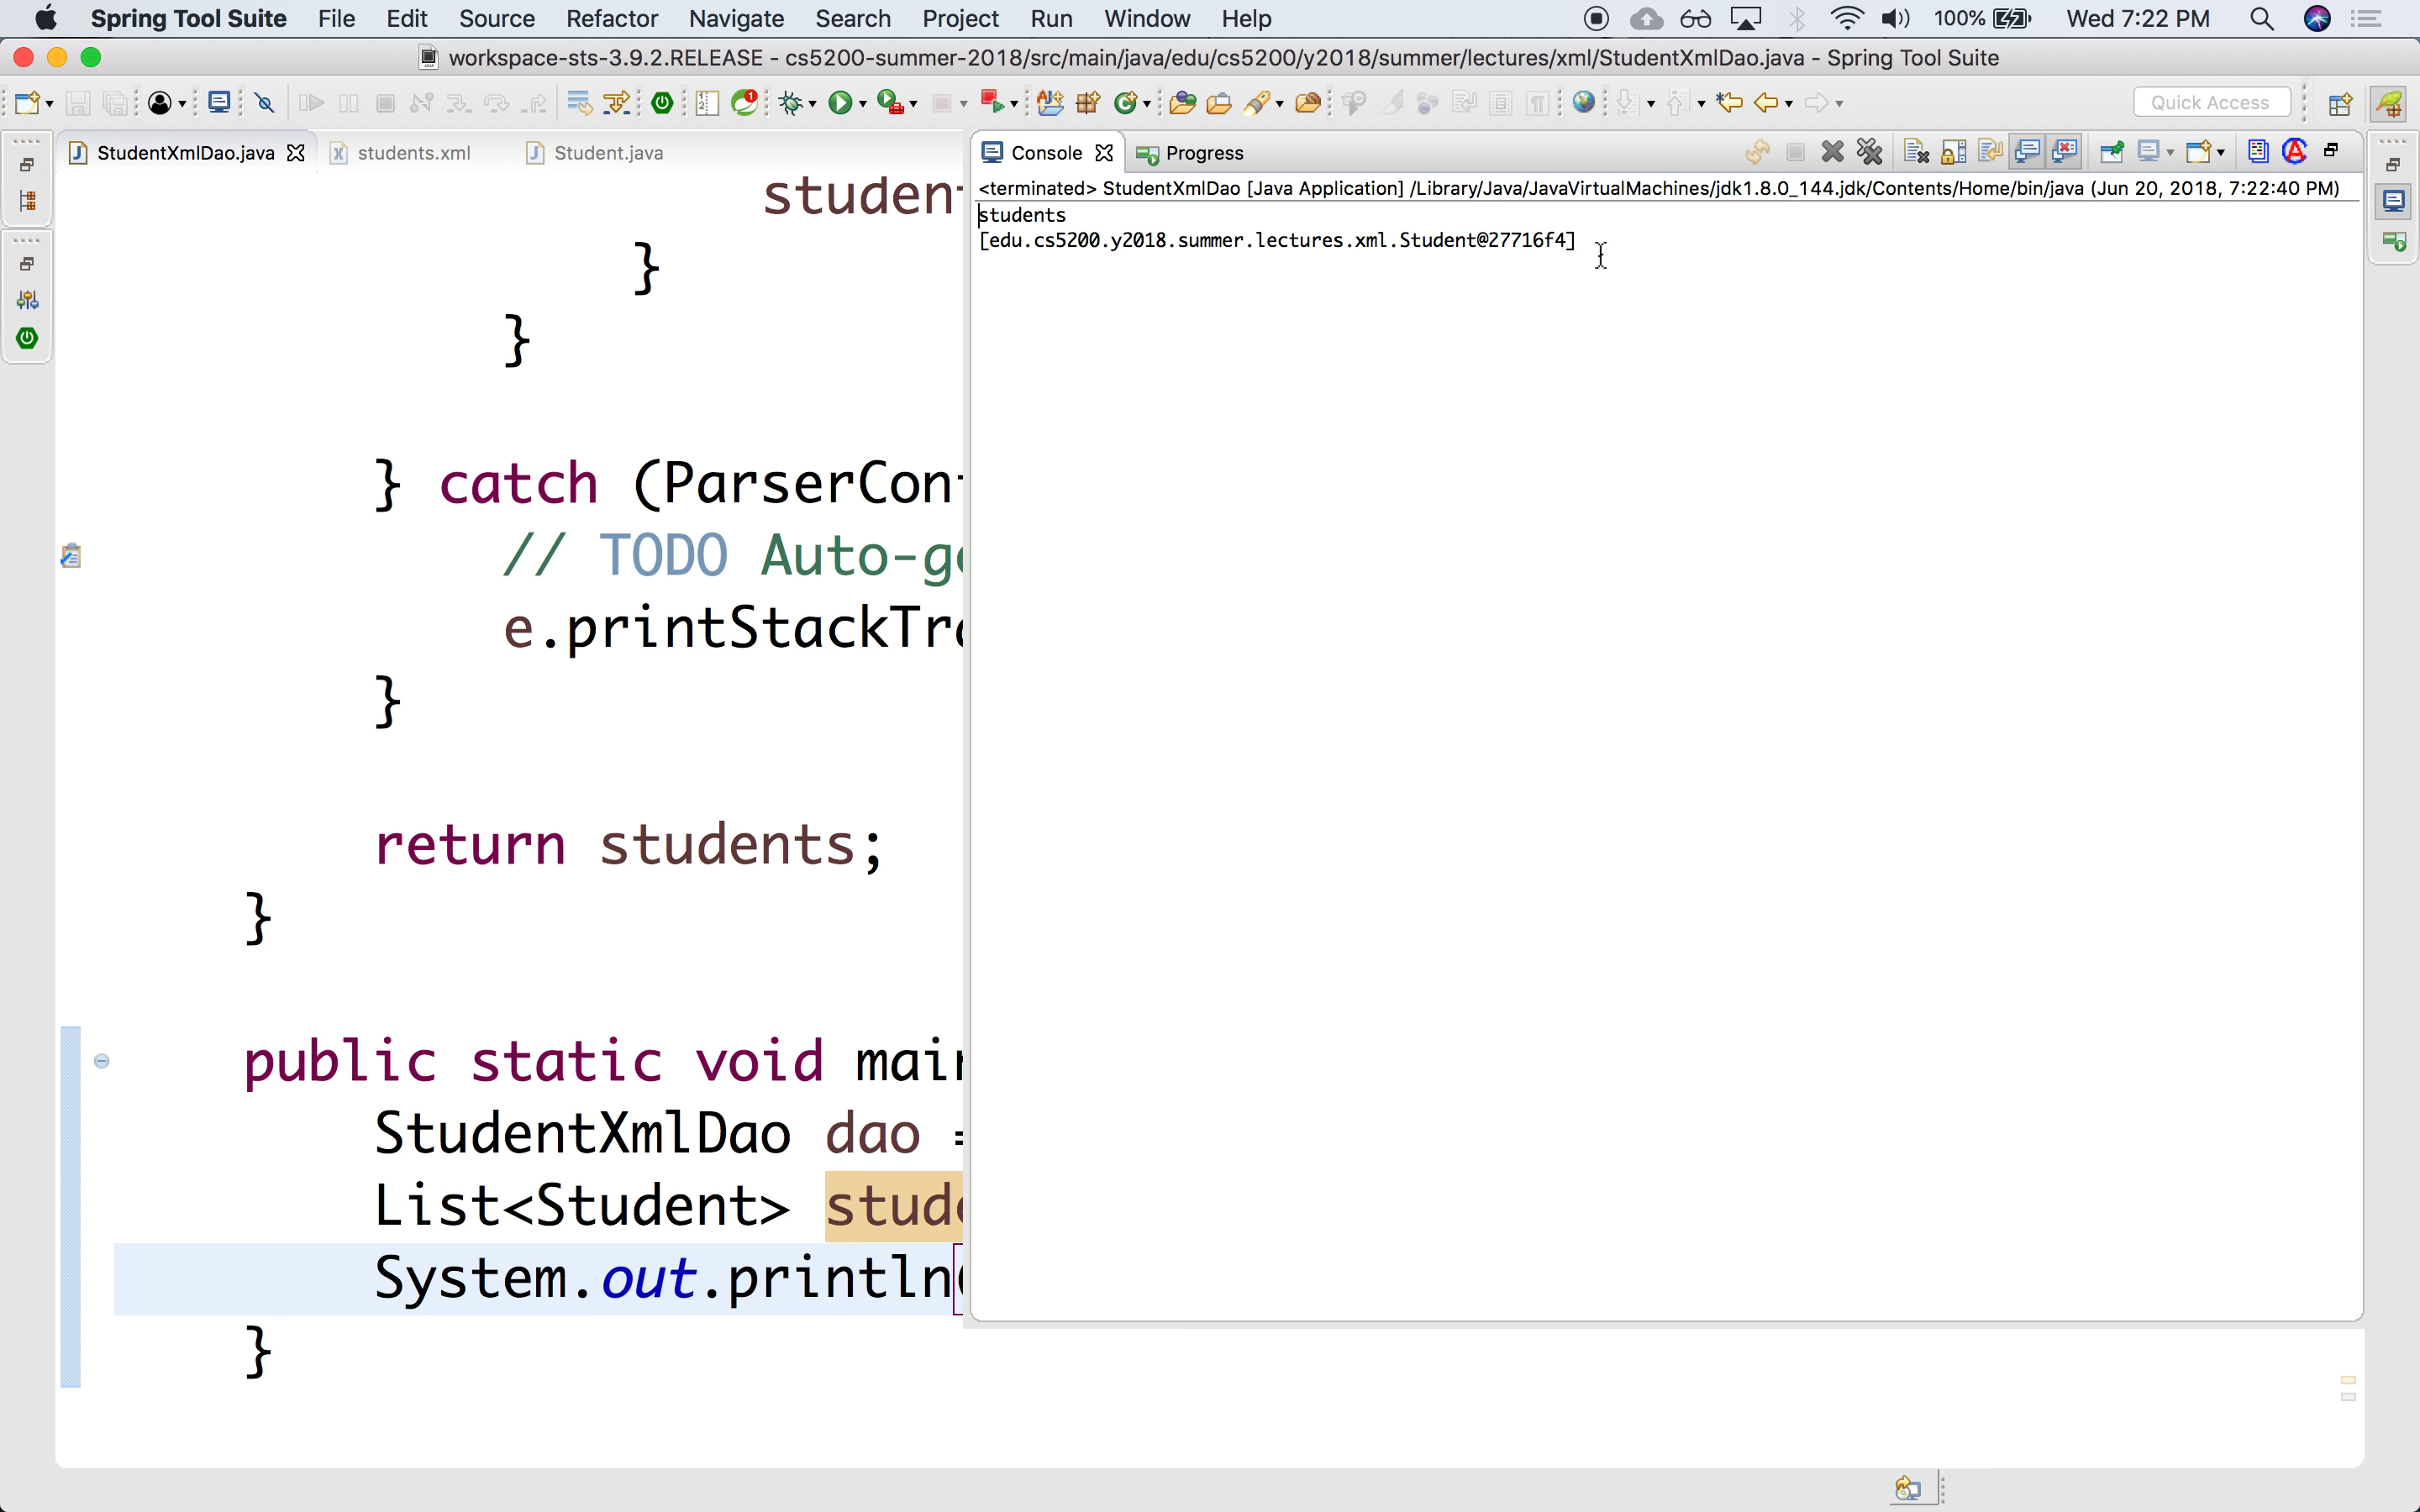 Spring Tool Suite File Edit Source Refactor Navigate Search Project Run Window Help 100% Wed 7:22 PM
workspace-sts-3.9.2.RELEASE - cs5200-summer-2018/src/main/java/edu/cs5200/y2018/summer/lectures/xml/StudentXmlDao.java - Spring Tool Suite
Quick Access
StudentXmlDao.java students.xml Student.java
Console Progress
<terminated> StudentXmlDao [Java Application] /Library/Java/JavaVirtualMachines/jdk1.8.0_144.jdk/Contents/Home/bin/java (Jun 20, 2018, 7:22:40 PM)
students
[edu.cs5200.y2018.summer.lectures.xml.Student@27716f4]
studen
}
}
} catch (ParserCon
// TODO Auto-g
e.printStackTr
}
return students;
}
public static void mai
StudentXmlDao dao =
List<Student> stud
System.out.println(
}